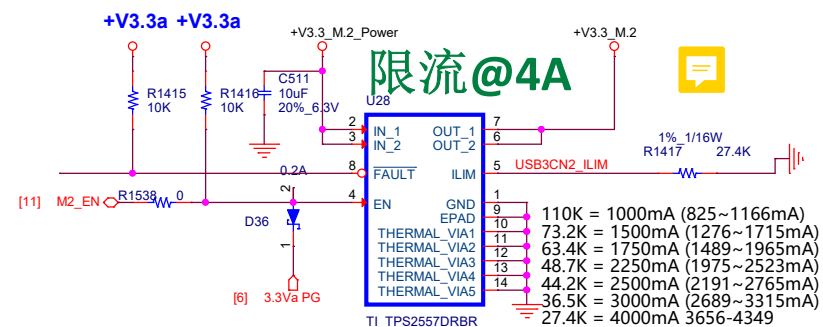 +V3.3a +V3.3a
+V3.3_M.2_Power
+V3.3_M.2
限流@4A
R1415
10K
R1416
10K
C511
10uF
20%_6.3V
U28
2
3
IN_1
IN_2
OUT_1
OUT_2
7
6
1%_1/16W
R1417
27.4K
USB3CN2_ILIM
8
FAULT
ILIM
5
0.2A
2
[11]
M2_EN
R1538
0
4
EN
GND
1
EPAD
9
THERMAL_VIA1
10
THERMAL_VIA2
11
THERMAL_VIA3
12
THERMAL_VIA4
13
THERMAL_VIA5
14
D36
1
[6]
3.3Va PG
TI_TPS2557DRBR
110K = 1000mA (825~1166mA)
73.2K = 1500mA (1276~1715mA)
63.4K = 1750mA (1489~1965mA)
48.7K = 2250mA (1975~2523mA)
44.2K = 2500mA (2191~2765mA)
36.5K = 3000mA (2689~3315mA)
27.4K = 4000mA 3656-4349